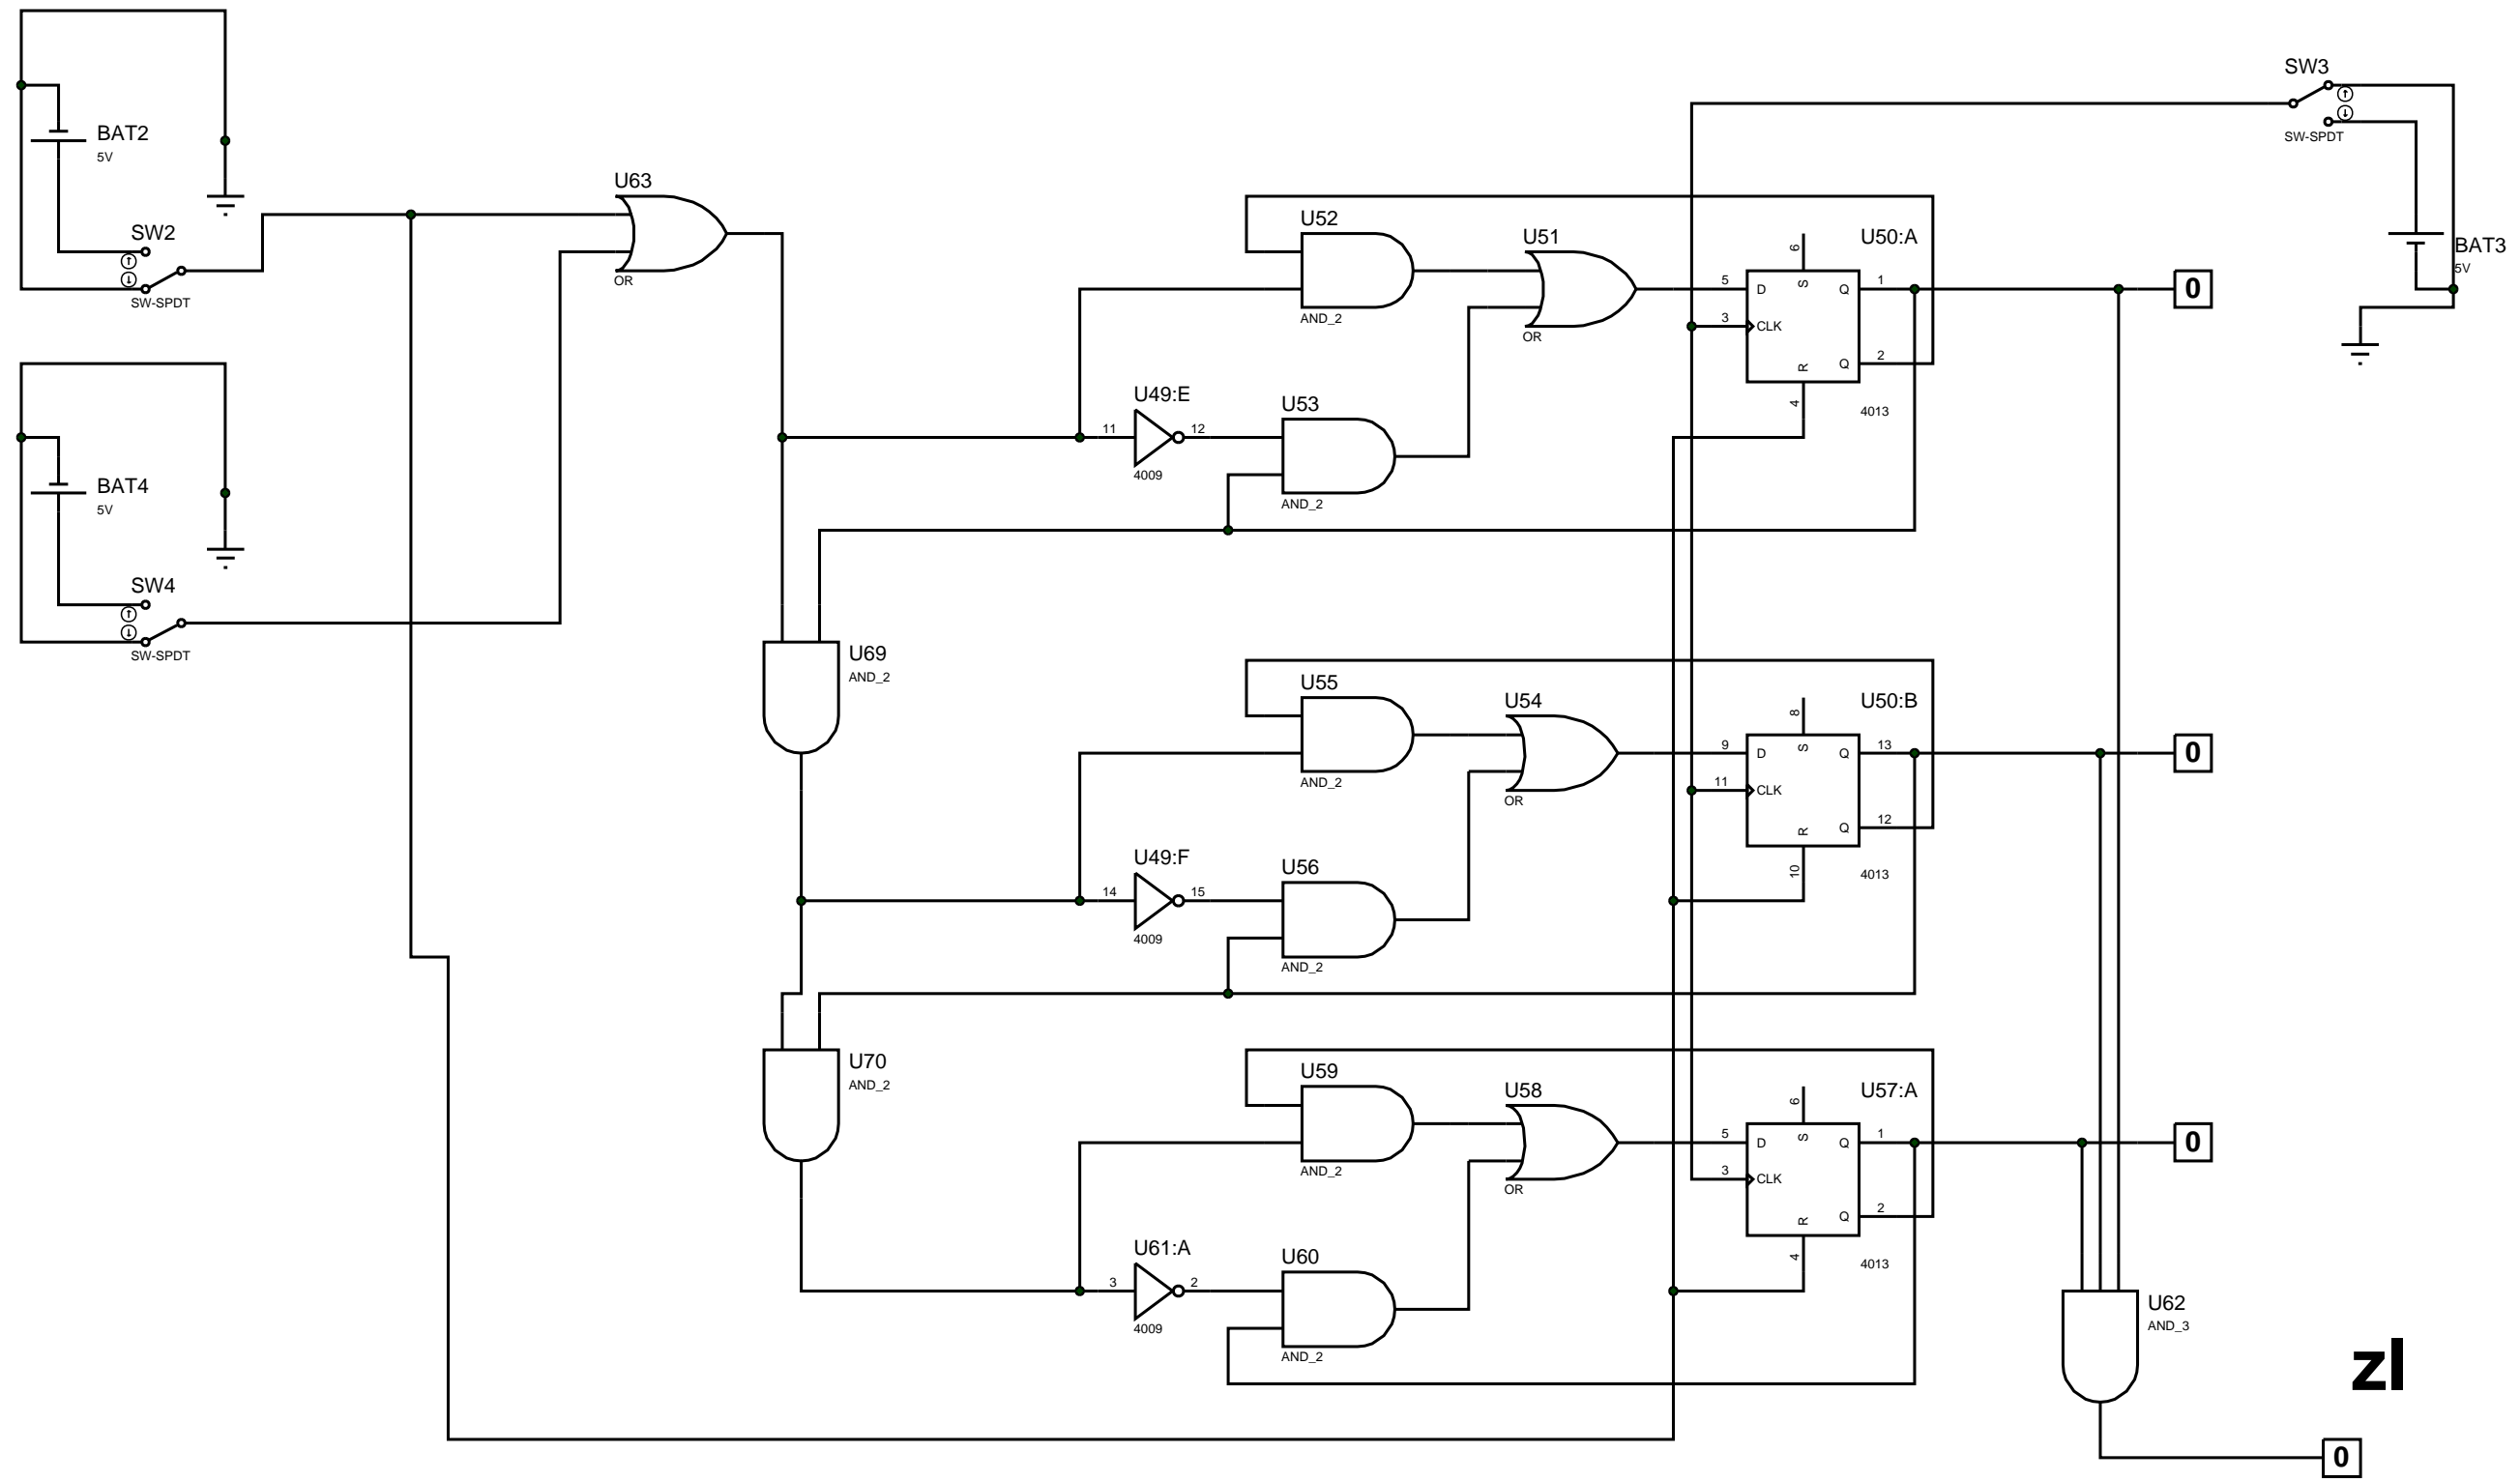 BAT2
5V
SW2
SW-SPDT
BAT4
5V
SW4
SW-SPDT
U63
OR
U69
AND_2
U70
AND_2
U52
AND_2
U51
OR
U49:E
11 12
4009
U53
AND_2
U50:A
5 D S Q 1
3 CLK
R Q 2
6
4
4013
0
SW3
SW-SPDT
BAT3
5V
U55
AND_2
U54
OR
U49:F
14 15
4009
U56
AND_2
U50:B
9 D S Q 13
11 CLK
R Q 12
8
10
4013
0
U59
AND_2
U58
OR
U61:A
3 2
4009
U60
AND_2
U57:A
5 D S Q 1
3 CLK
R Q 2
6
4
4013
0
U62
AND_3
zl
0